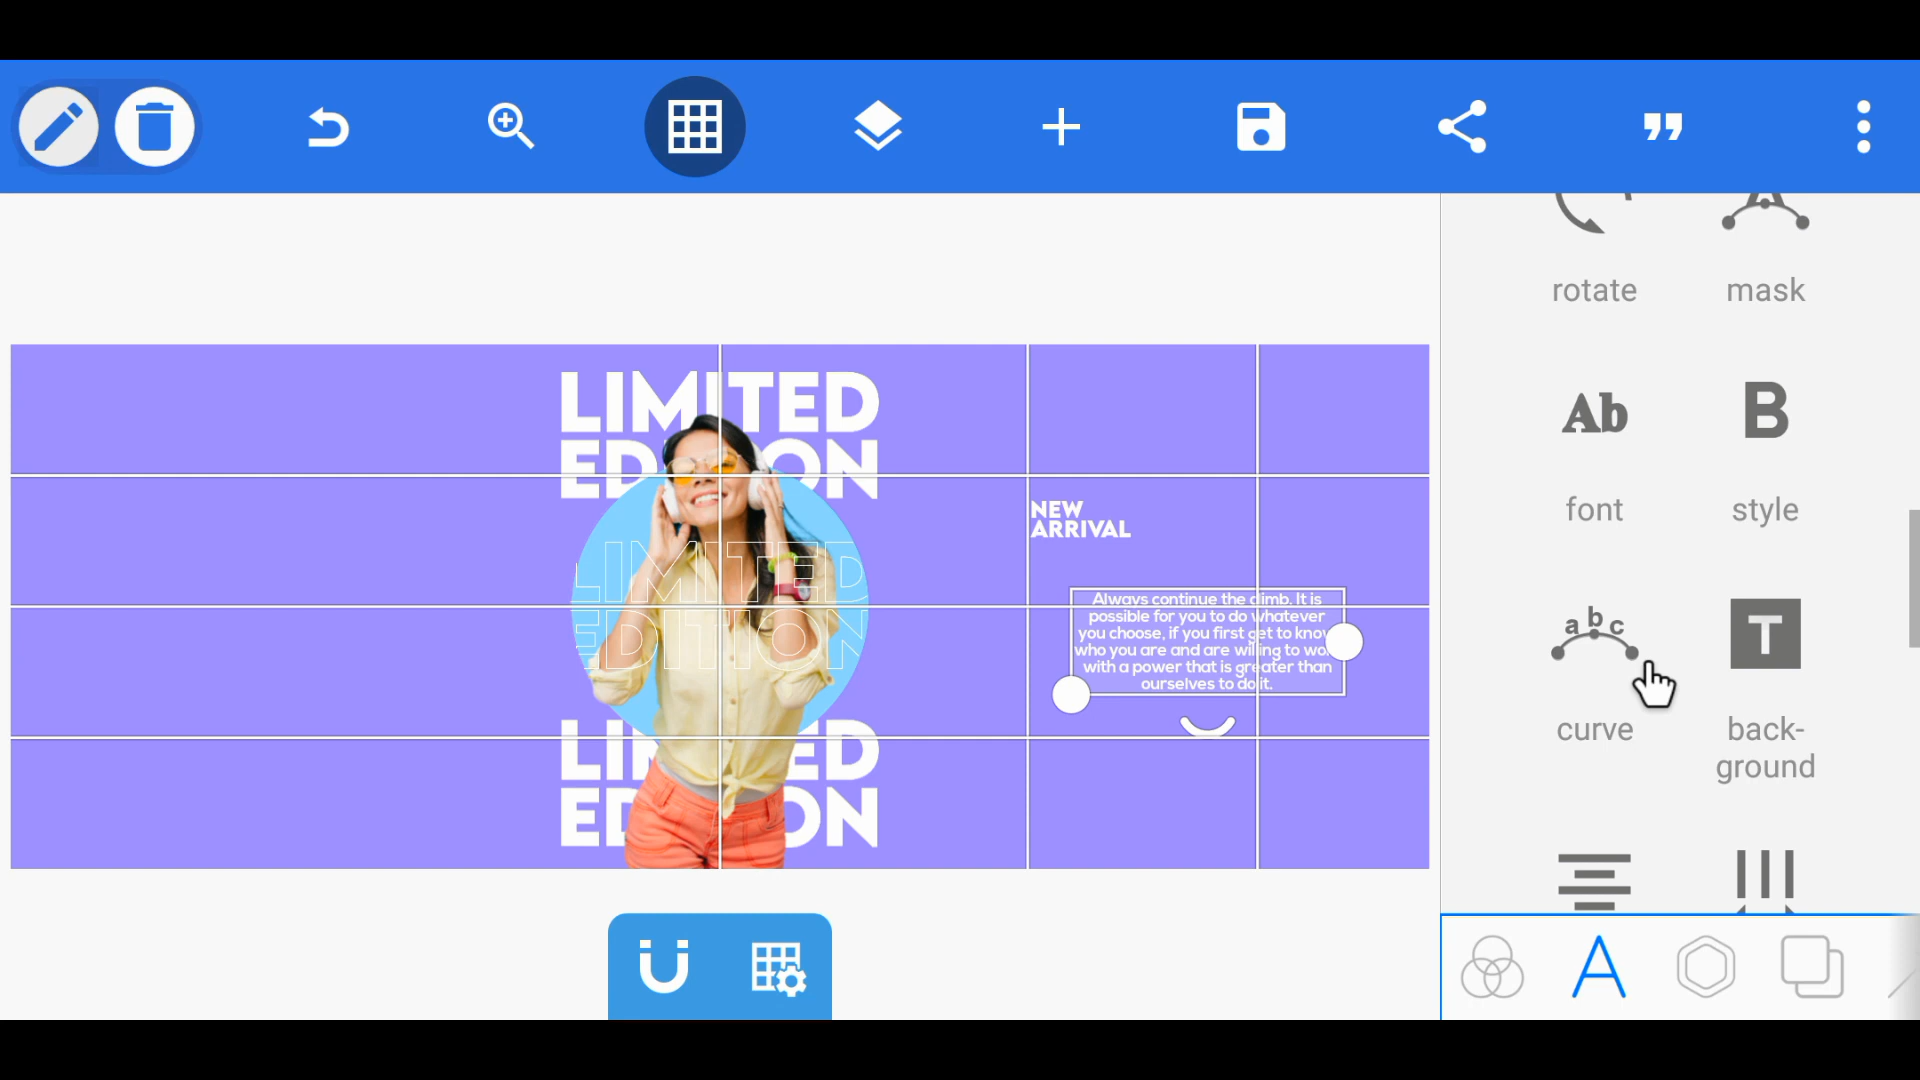 rotate
mask
Ab
B
font
style
a b c
T
curve
back-
ground
A
LIMITED
EDITION
LIMITED
EDITION
LIMITED
EDITION
NEW
ARRIVAL
Always continue the climb. It is
possible for you to do whatever
you choose, if you first get to know
who you are and are willing to work
with a power that is greater than
ourselves to do it.